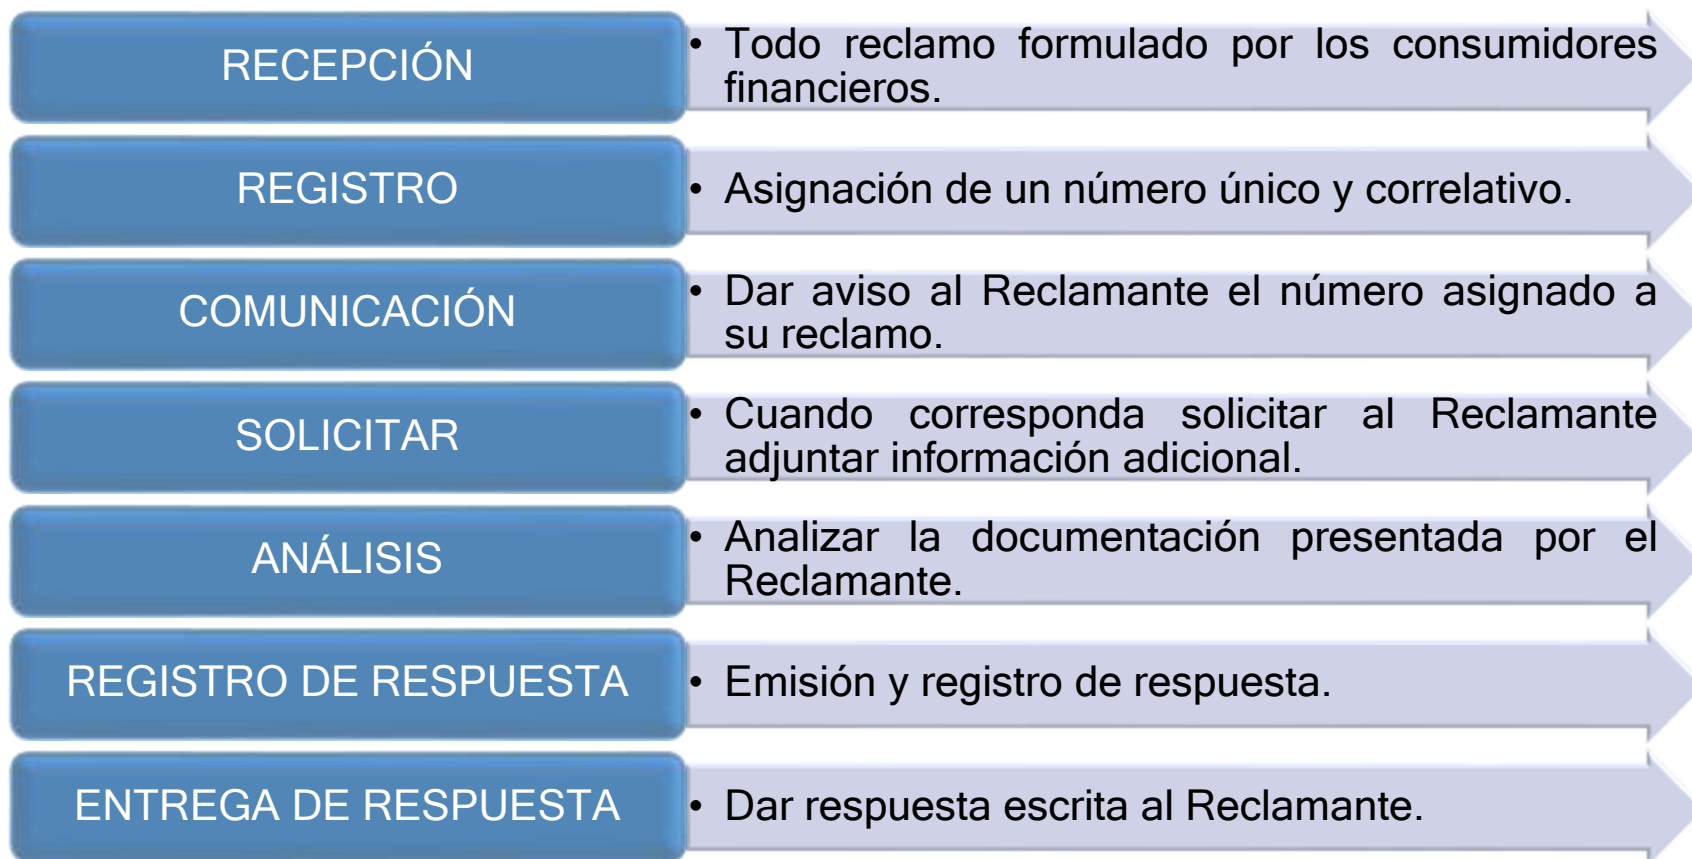 RECEPCIÓN
• Todo reclamo formulado por los consumidores
financieros.
REGISTRO
• Asignación de un número único y correlativo.
COMUNICACIÓN
• Dar aviso al Reclamante el número asignado a
su reclamo.
SOLICITAR
• Cuando corresponda solicitar al Reclamante
adjuntar información adicional.
ANÁLISIS
• Analizar la documentación presentada por el
Reclamante.
REGISTRO DE RESPUESTA
• Emisión y registro de respuesta.
ENTREGA DE RESPUESTA
• Dar respuesta escrita al Reclamante.